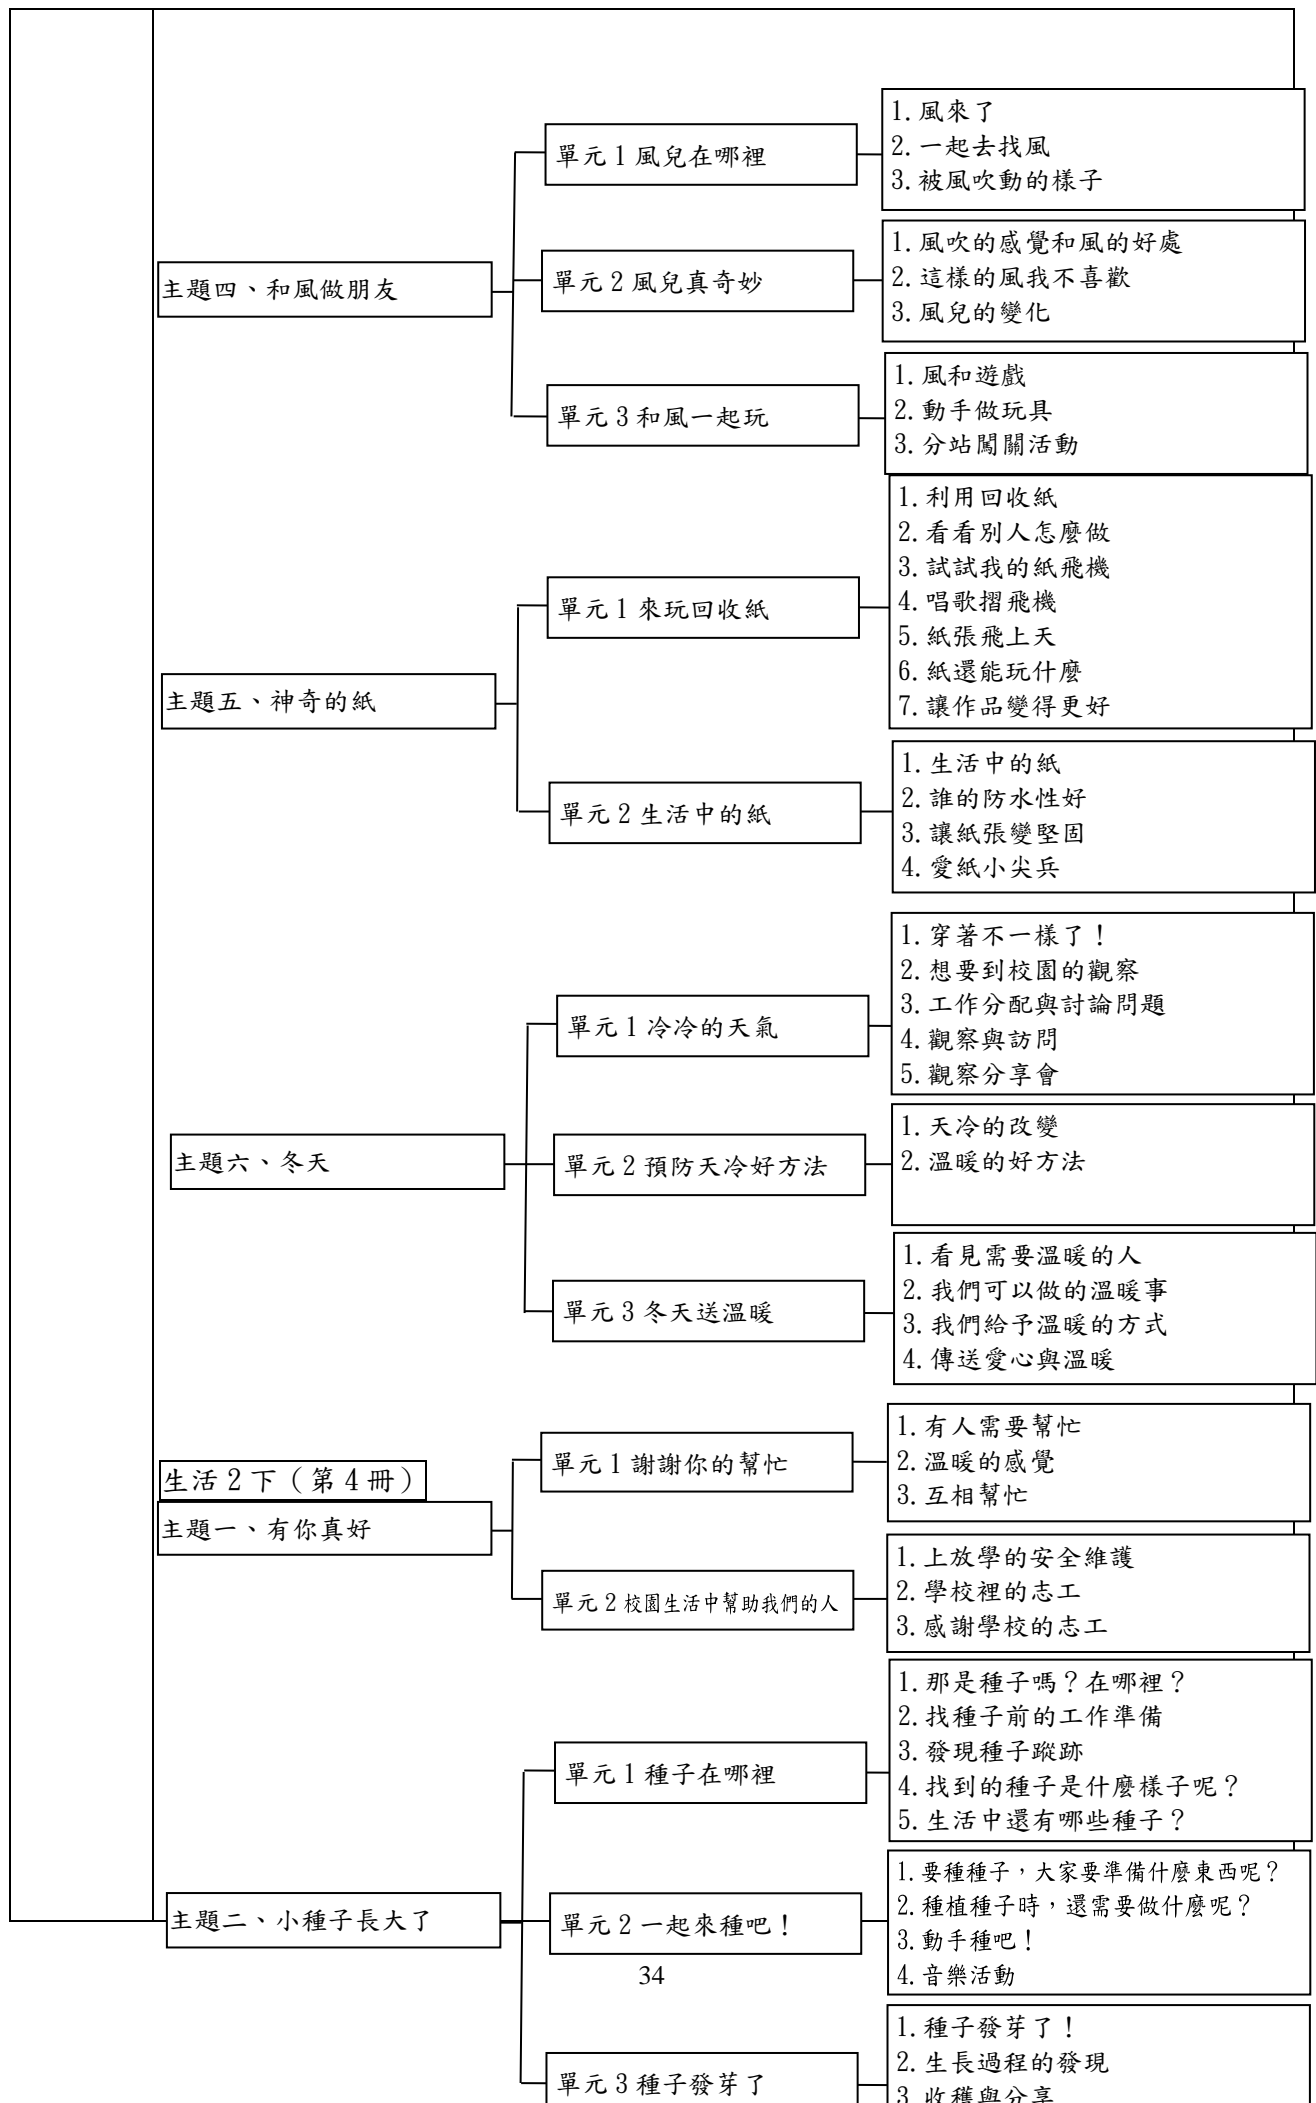 主題四、和風做朋友
單元 1 風兒在哪裡
1. 風來了
2. 一起去找風
3. 被風吹動的樣子
單元 2 風兒真奇妙
1. 風吹的感覺和風的好處
2. 這樣的風我不喜歡
3. 風兒的變化
單元 3 和風一起玩
1. 風和遊戲
2. 動手做玩具
3. 分站闖關活動
主題五、神奇的紙
單元 1 來玩回收紙
1. 利用回收紙
2. 看看別人怎麼做
3. 試試我的紙飛機
4. 唱歌摺飛機
5. 紙張飛上天
6. 紙還能玩什麼
7. 讓作品變得更好
單元 2 生活中的紙
1. 生活中的紙
2. 誰的防水性好
3. 讓紙張變堅固
4. 愛紙小尖兵
主題六、冬天
單元 1 冷冷的天氣
1. 穿著不一樣了！
2. 想要到校園的觀察
3. 工作分配與討論問題
4. 觀察與訪問
5. 觀察分享會
單元 2 預防天冷好方法
1. 天冷的改變
2. 溫暖的好方法
單元 3 冬天送溫暖
1. 看見需要溫暖的人
2. 我們可以做的溫暖事
3. 我們給予溫暖的方式
4. 傳送愛心與溫暖
生活 2 下（第 4 冊）
主題一、有你真好
單元 1 謝謝你的幫忙
1. 有人需要幫忙
2. 溫暖的感覺
3. 互相幫忙
單元 2 校園生活中幫助我們的人
1. 上放學的安全維護
2. 學校裡的志工
3. 感謝學校的志工
主題二、小種子長大了
單元 1 種子在哪裡
1. 那是種子嗎？在哪裡？
2. 找種子前的工作準備
3. 發現種子蹤跡
4. 找到的種子是什麼樣子呢？
5. 生活中還有哪些種子？
單元 2 一起來種吧！
1. 要種種子，大家要準備什麼東西呢？
2. 種植種子時，還需要做什麼呢？
3. 動手種吧！
4. 音樂活動
單元 3 種子發芽了
1. 種子發芽了！
2. 生長過程的發現
3. 收穫與分享
34